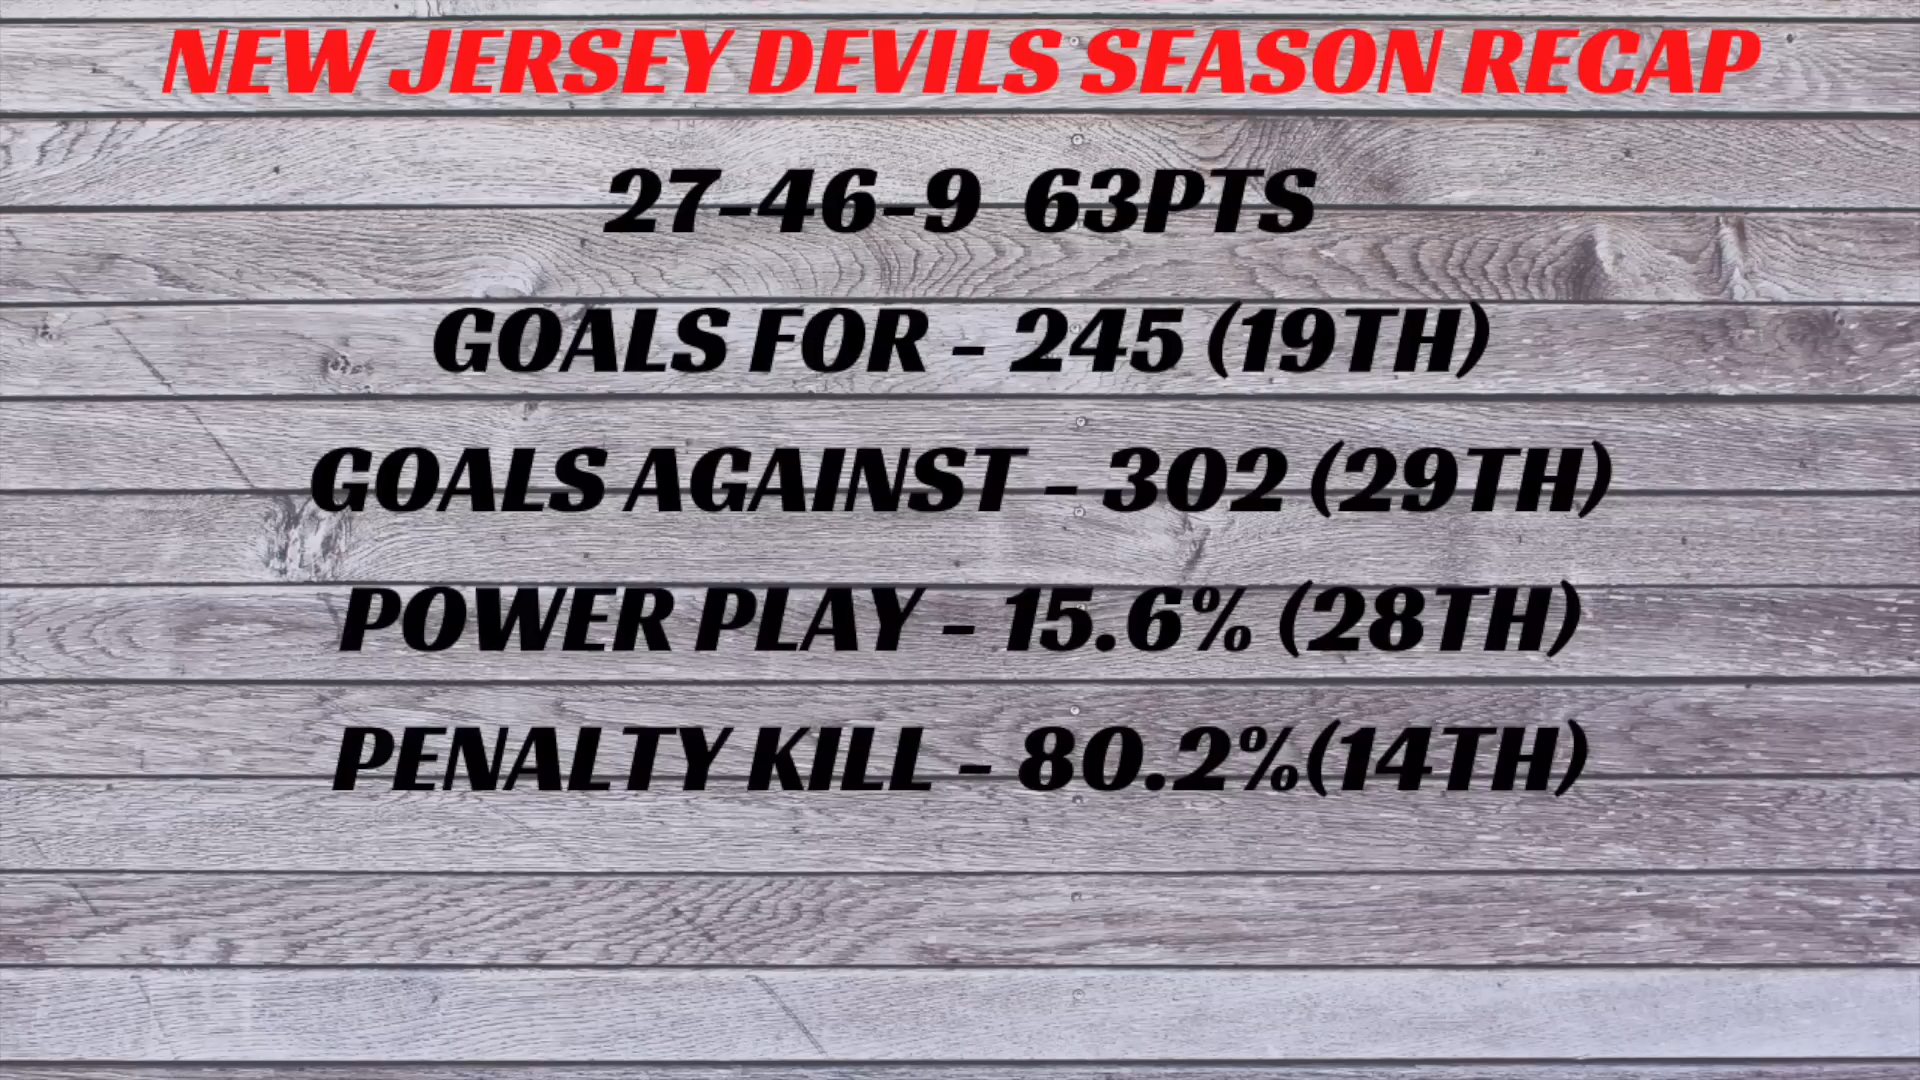 NEW JERSEY DEVILS SEASON RECAP
27-46-9 63PTS
GOALS FOR - 245 (19TH)
GOALS AGAINST - 302 (29TH)
POWER PLAY - 15.6% (28TH)
PENALTY KILL - 80.2%(14TH)